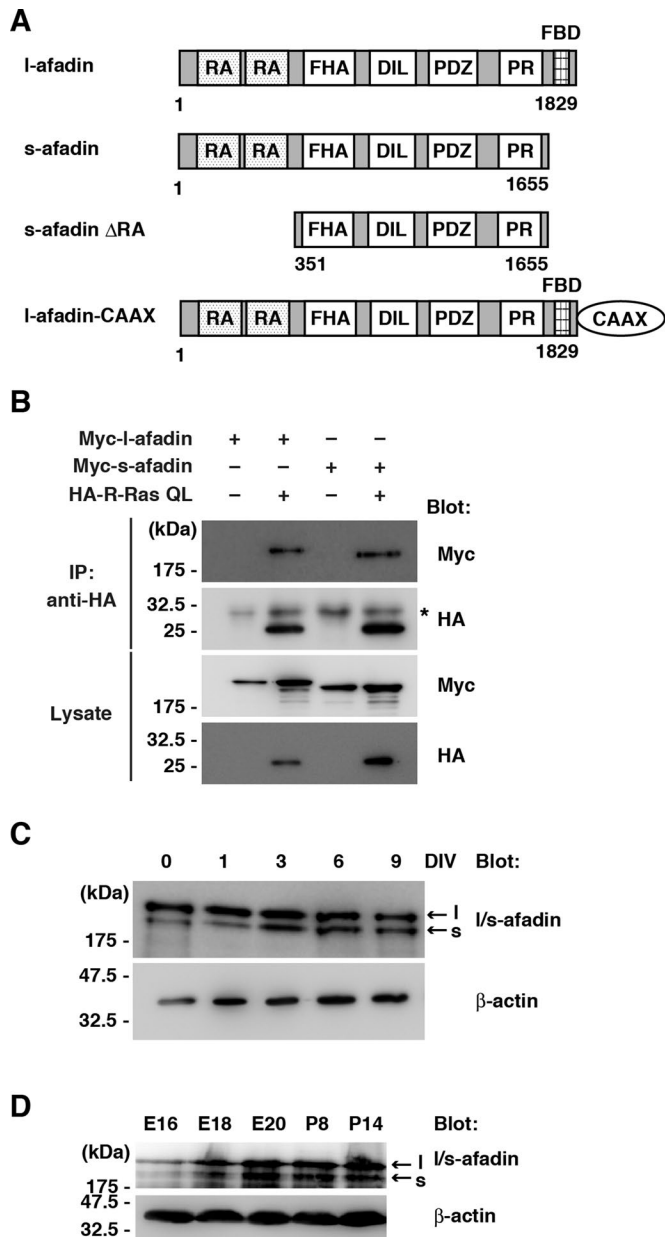 A
FBD
l-afadin RA RA FHA DIL PDZ PR
1 1829
s-afadin RA RA FHA DIL PDZ PR
1 1655
s-afadin ΔRA FHA DIL PDZ PR
351 1655
FBD
l-afadin-CAAX RA RA FHA DIL PDZ PR CAAX
1 1829
B
Myc-l-afadin + + – –
Myc-s-afadin – – + +
HA-R-Ras QL – + – +
Blot:
(kDa)
IP: anti-HA
175 - Myc
32.5 - *
25 - HA
Lysate
175 - Myc
32.5 -
25 - HA
C
0 1 3 6 9 DIV Blot:
(kDa)
←l l/s-afadin
←s
175 -
47.5 -
β-actin
32.5 -
D
E16 E18 E20 P8 P14 Blot:
(kDa)
←l l/s-afadin
←s
175 -
47.5 -
β-actin
32.5 -